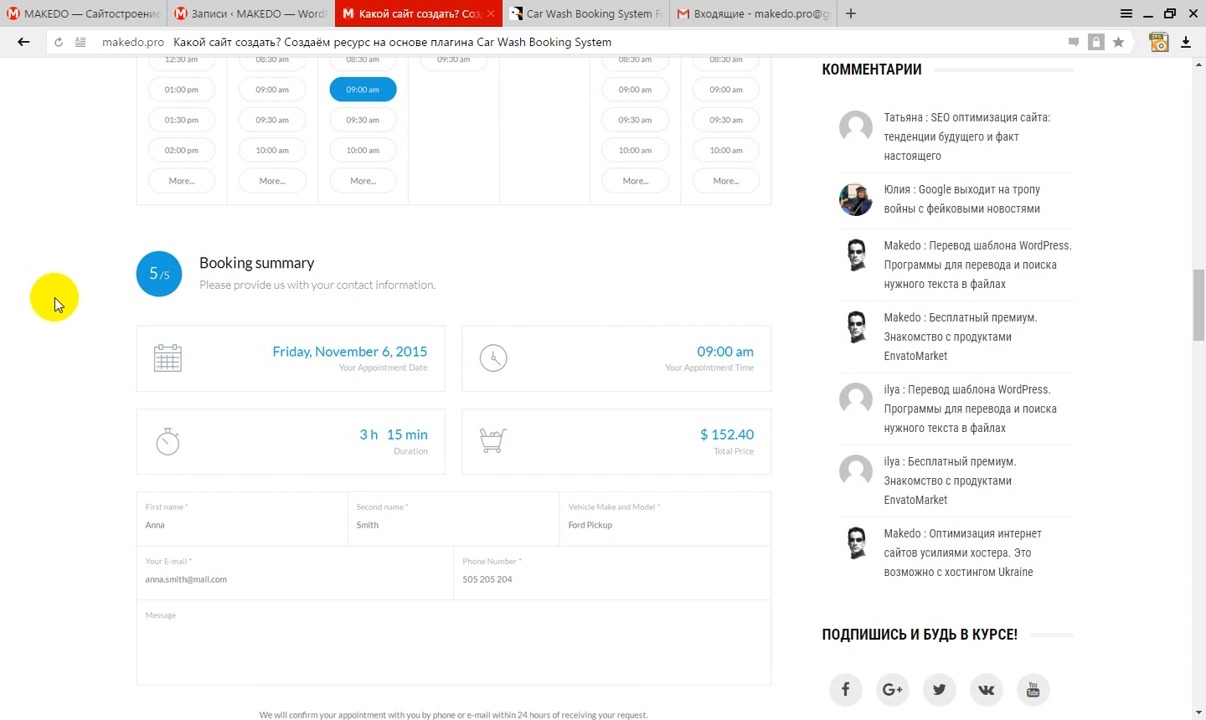 MAKEDO — Сайтостроение
Записи ‹ MAKEDO — Word
Какой сайт создать? Соз
Car Wash Booking System F
Входящие - makedo.pro@g
makedo.pro Какой сайт создать? Создаём ресурс на основе плагина Car Wash Booking System
12:30 am 08:30 am 08:30 am 09:30 am 08:30 am 08:30 am
01:00 pm 09:00 am 09:00 am 09:00 am 09:00 am
01:30 pm 09:30 am 09:30 am 09:30 am 09:30 am
02:00 pm 10:00 am 10:00 am 10:00 am 10:00 am
More... More... More... More... More...
5/5
Booking summary
Please provide us with your contact information.
Friday, November 6, 2015
Your Appointment Date
09:00 am
Your Appointment Time
3 h 15 min
Duration
$ 152.40
Total Price
First name *
Anna
Second name *
Smith
Vehicle Make and Model *
Ford Pickup
Your E-mail *
anna.smith@mail.com
Phone Number *
505 205 204
Message
We will confirm your appointment with you by phone or e-mail within 24 hours of receiving your request.
КОММЕНТАРИИ
Татьяна : SEO оптимизация сайта:
тенденции будущего и факт
настоящего
Юлия : Google выходит на тропу
войны с фейковыми новостями
Makedo : Перевод шаблона WordPress.
Программы для перевода и поиска
нужного текста в файлах
Makedo : Бесплатный премиум.
Знакомство с продуктами
EnvatoMarket
ilya : Перевод шаблона WordPress.
Программы для перевода и поиска
нужного текста в файлах
ilya : Бесплатный премиум.
Знакомство с продуктами
EnvatoMarket
Makedo : Оптимизация интернет
сайтов усилиями хостера. Это
возможно с хостингом Ukraine
ПОДПИШИСЬ И БУДЬ В КУРСЕ!
You
Tube